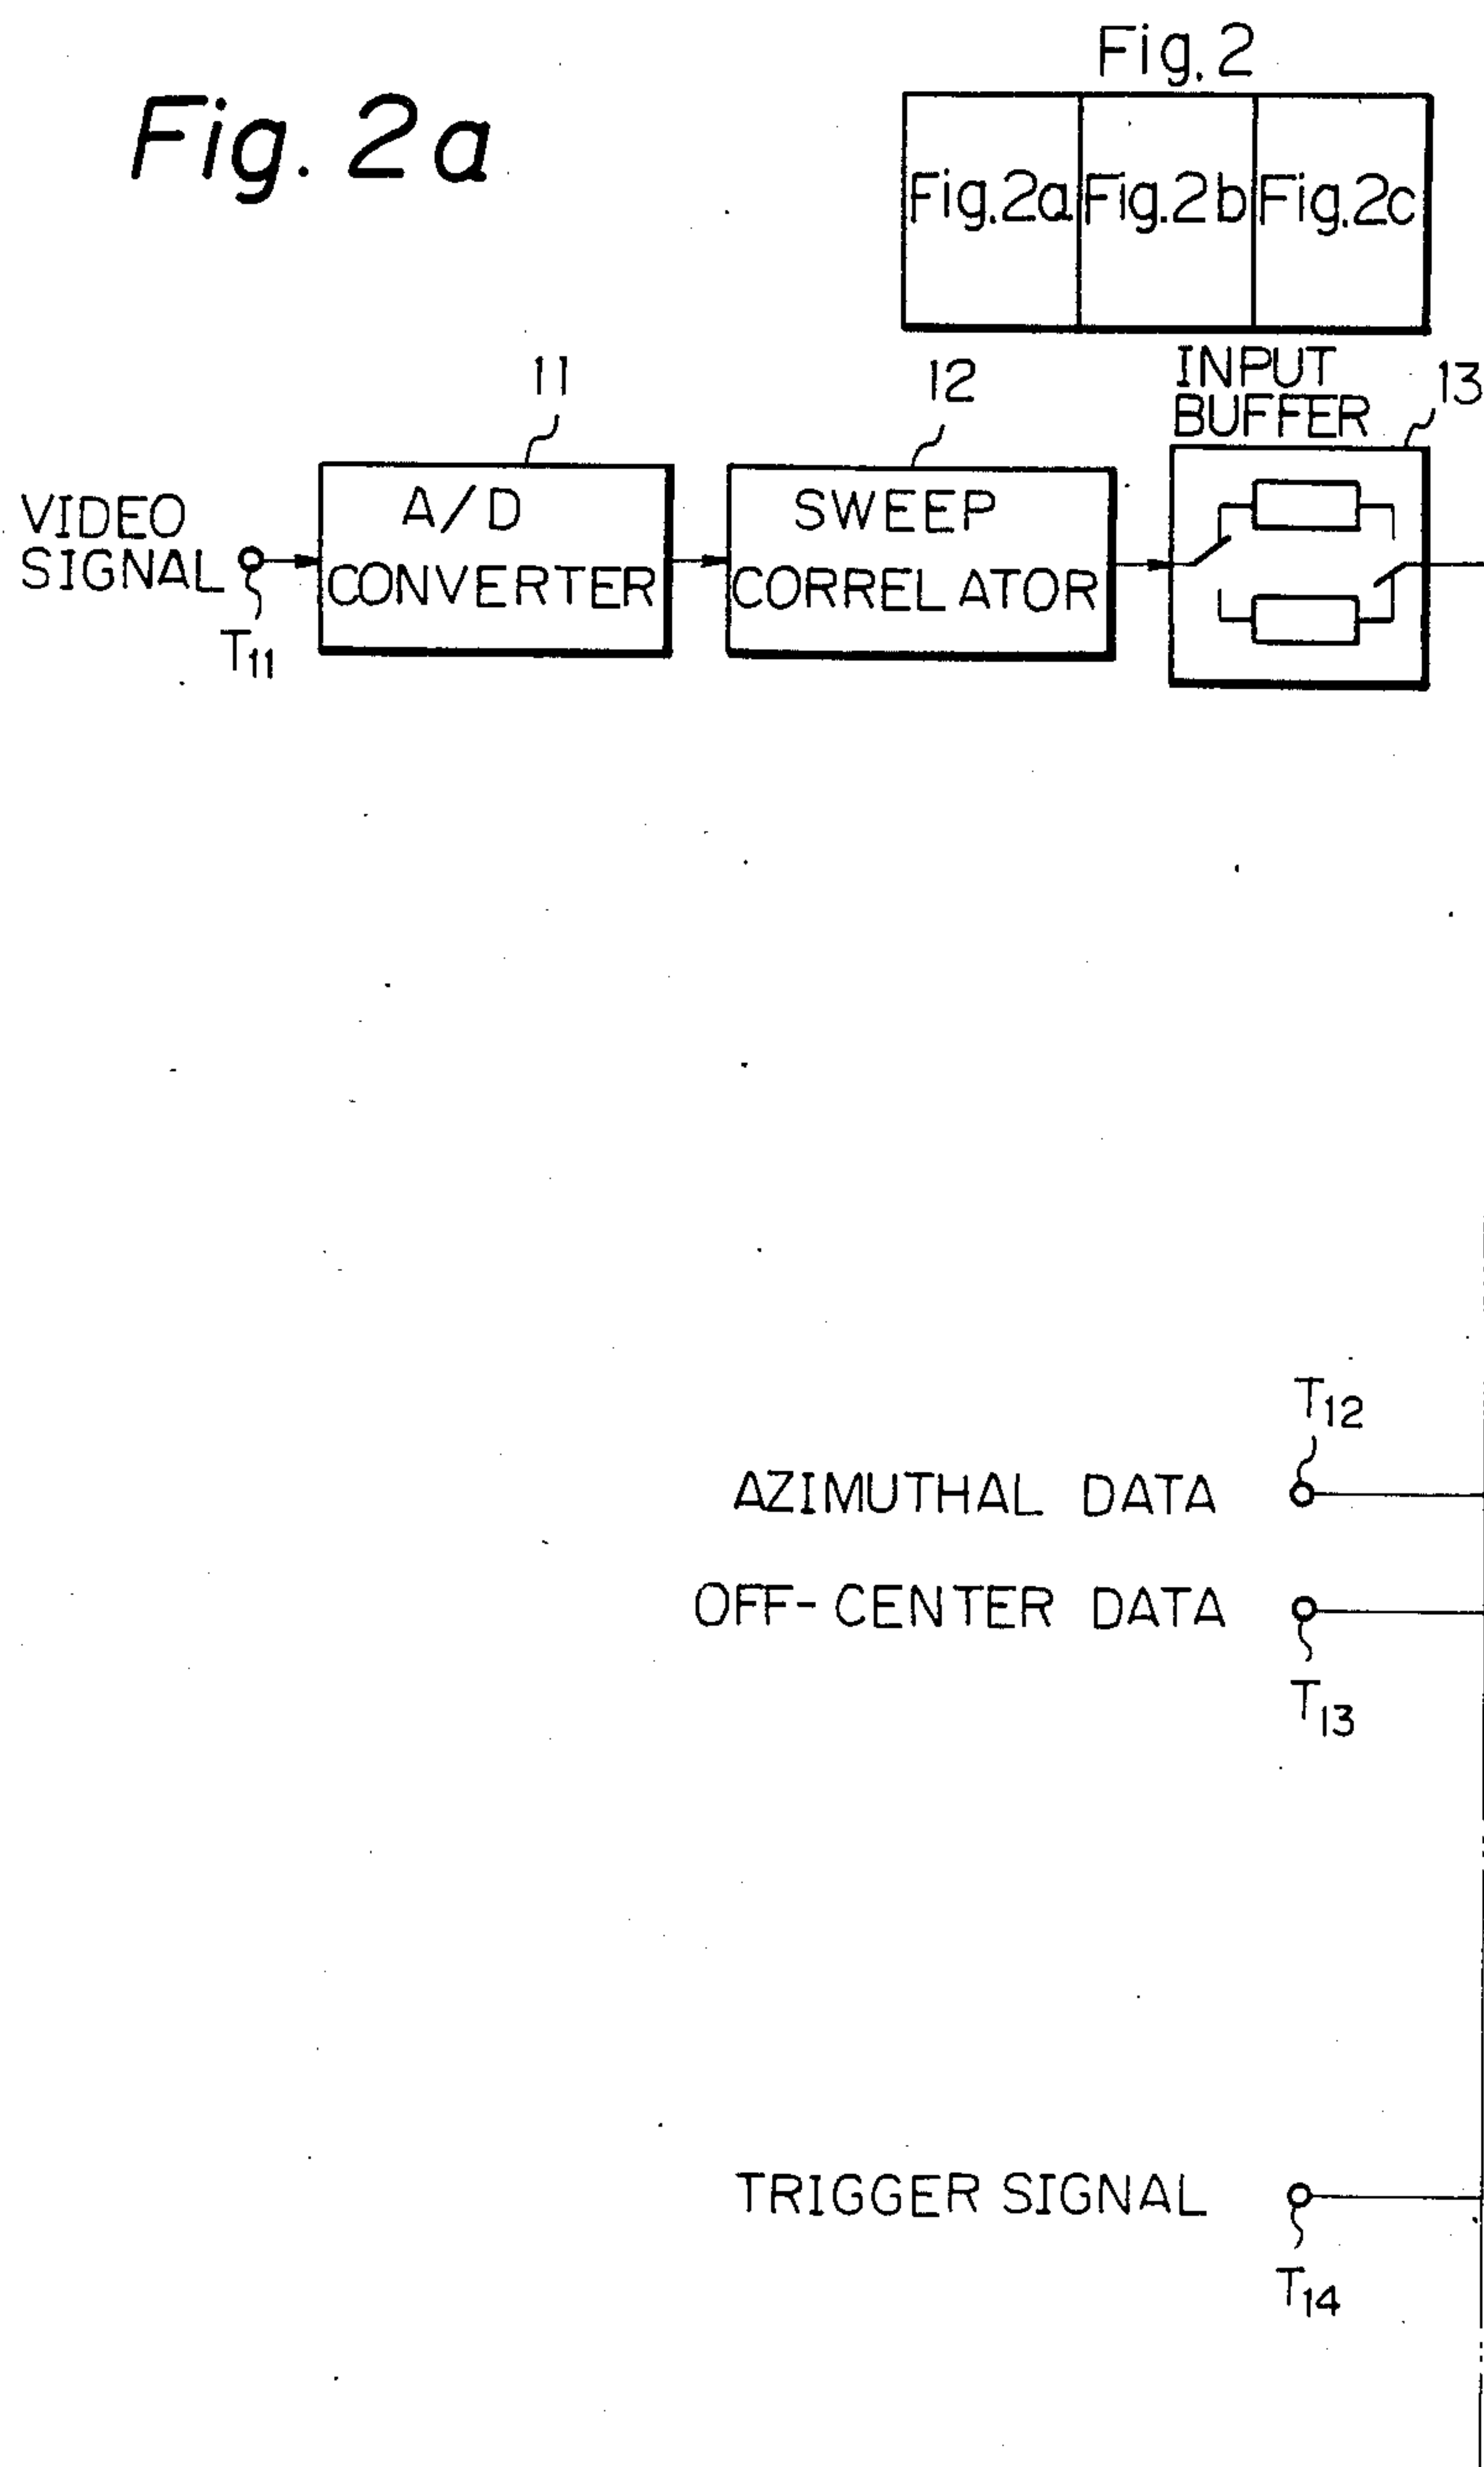 Fig. 2
Fig. 2a
Fig.2a Fig.2b Fig.2c
11
12
INPUT
BUFFER
13
VIDEO
SIGNAL
T11
A/D
CONVERTER
SWEEP
CORRELATOR
T12
AZIMUTHAL DATA
OFF-CENTER DATA
T13
TRIGGER SIGNAL
T14